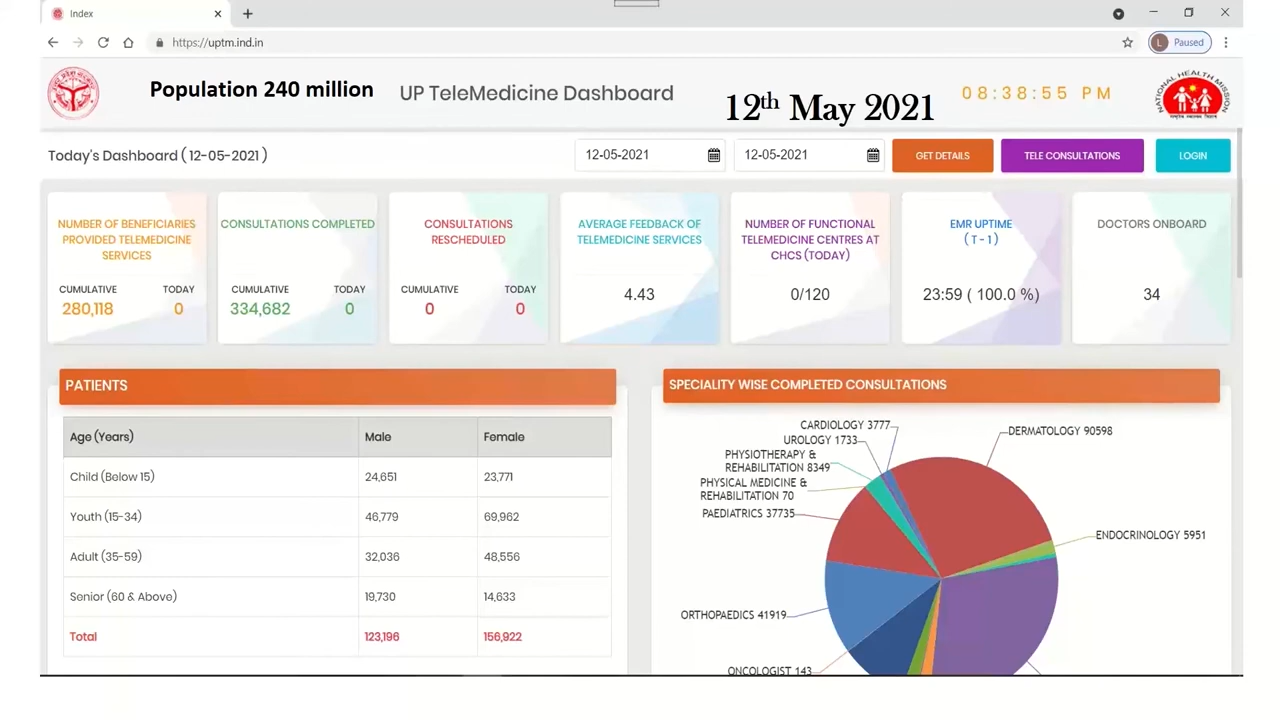 Index
https://uptm.ind.in
L Paused
Population 240 million
UP TeleMedicine Dashboard
12th May 2021
08:38:55 PM
NATIONAL HEALTH MISSION
Today's Dashboard ( 12-05-2021 )
12-05-2021
12-05-2021
GET DETAILS
TELE CONSULTATIONS
LOGIN
NUMBER OF BENEFICIARIES
PROVIDED TELEMEDICINE
SERVICES
CUMULATIVE TODAY
280,118 0
CONSULTATIONS COMPLETED
CUMULATIVE TODAY
334,682 0
CONSULTATIONS
RESCHEDULED
CUMULATIVE TODAY
0 0
AVERAGE FEEDBACK OF
TELEMEDICINE SERVICES
4.43
NUMBER OF FUNCTIONAL
TELEMEDICINE CENTRES AT
CHCS (TODAY)
0/120
EMR UPTIME
( T - 1 )
23:59 ( 100.0 %)
DOCTORS ONBOARD
34
PATIENTS
Age (Years) Male Female
Child (Below 15) 24,651 23,771
Youth (15-34) 46,779 69,962
Adult (35-59) 32,036 48,556
Senior (60 & Above) 19,730 14,633
Total 123,196 156,922
SPECIALITY WISE COMPLETED CONSULTATIONS
CARDIOLOGY 3777
UROLOGY 1733
PHYSIOTHERAPY &
REHABILITATION 8349
PHYSICAL MEDICINE &
REHABILITATION 70
PAEDIATRICS 37735
ORTHOPAEDICS 41919
ONCOLOGIST 143
DERMATOLOGY 90598
ENDOCRINOLOGY 5951